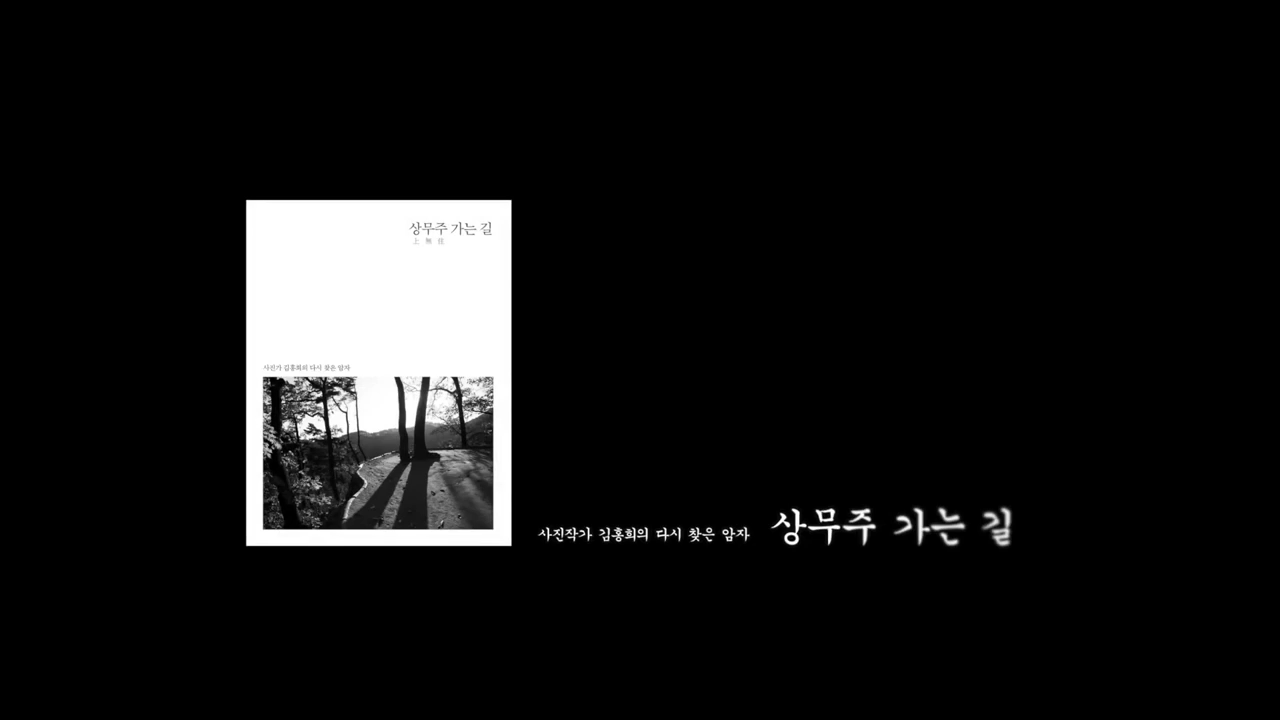 상무주 가는 길
上 無 住
사진가 김홍희의 다시 찾은 암자
사진작가 김홍희의 다시 찾은 암자 상무주 가는 길